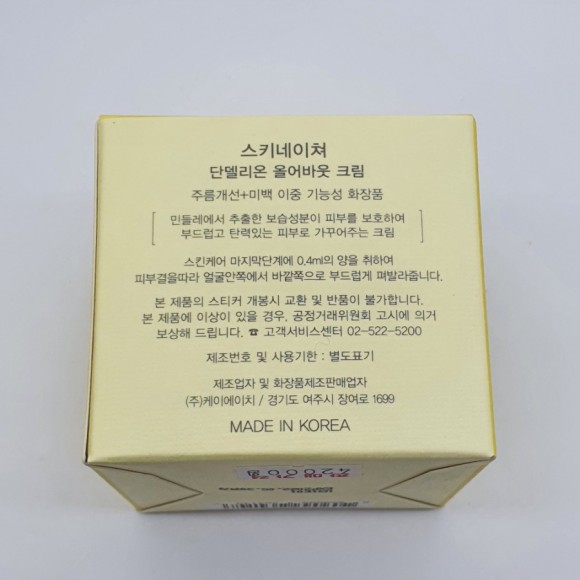 스키네이쳐
단델리온 올어바웃 크림
주름개선+미백 이중 기능성 화장품
민들레에서 추출한 보습성분이 피부를 보호하여
부드럽고 탄력있는 피부로 가꾸어주는 크림
스킨케어 마지막단계에 0.4ml의 양을 취하여
피부결을따라 얼굴안쪽에서 바깥쪽으로 부드럽게 펴발라줍니다.
본 제품의 스티커 개봉시 교환 및 반품이 불가합니다.
본 제품에 이상이 있을 경우, 공정거래위원회 고시에 의거
보상해 드립니다. ☎ 고객서비스센터 02-522-5200
제조번호 및 사용기한 : 별도표기
제조업자 및 화장품제조판매업자
(주)케이에이치 / 경기도 여주시 장여로 1699
MADE IN KOREA